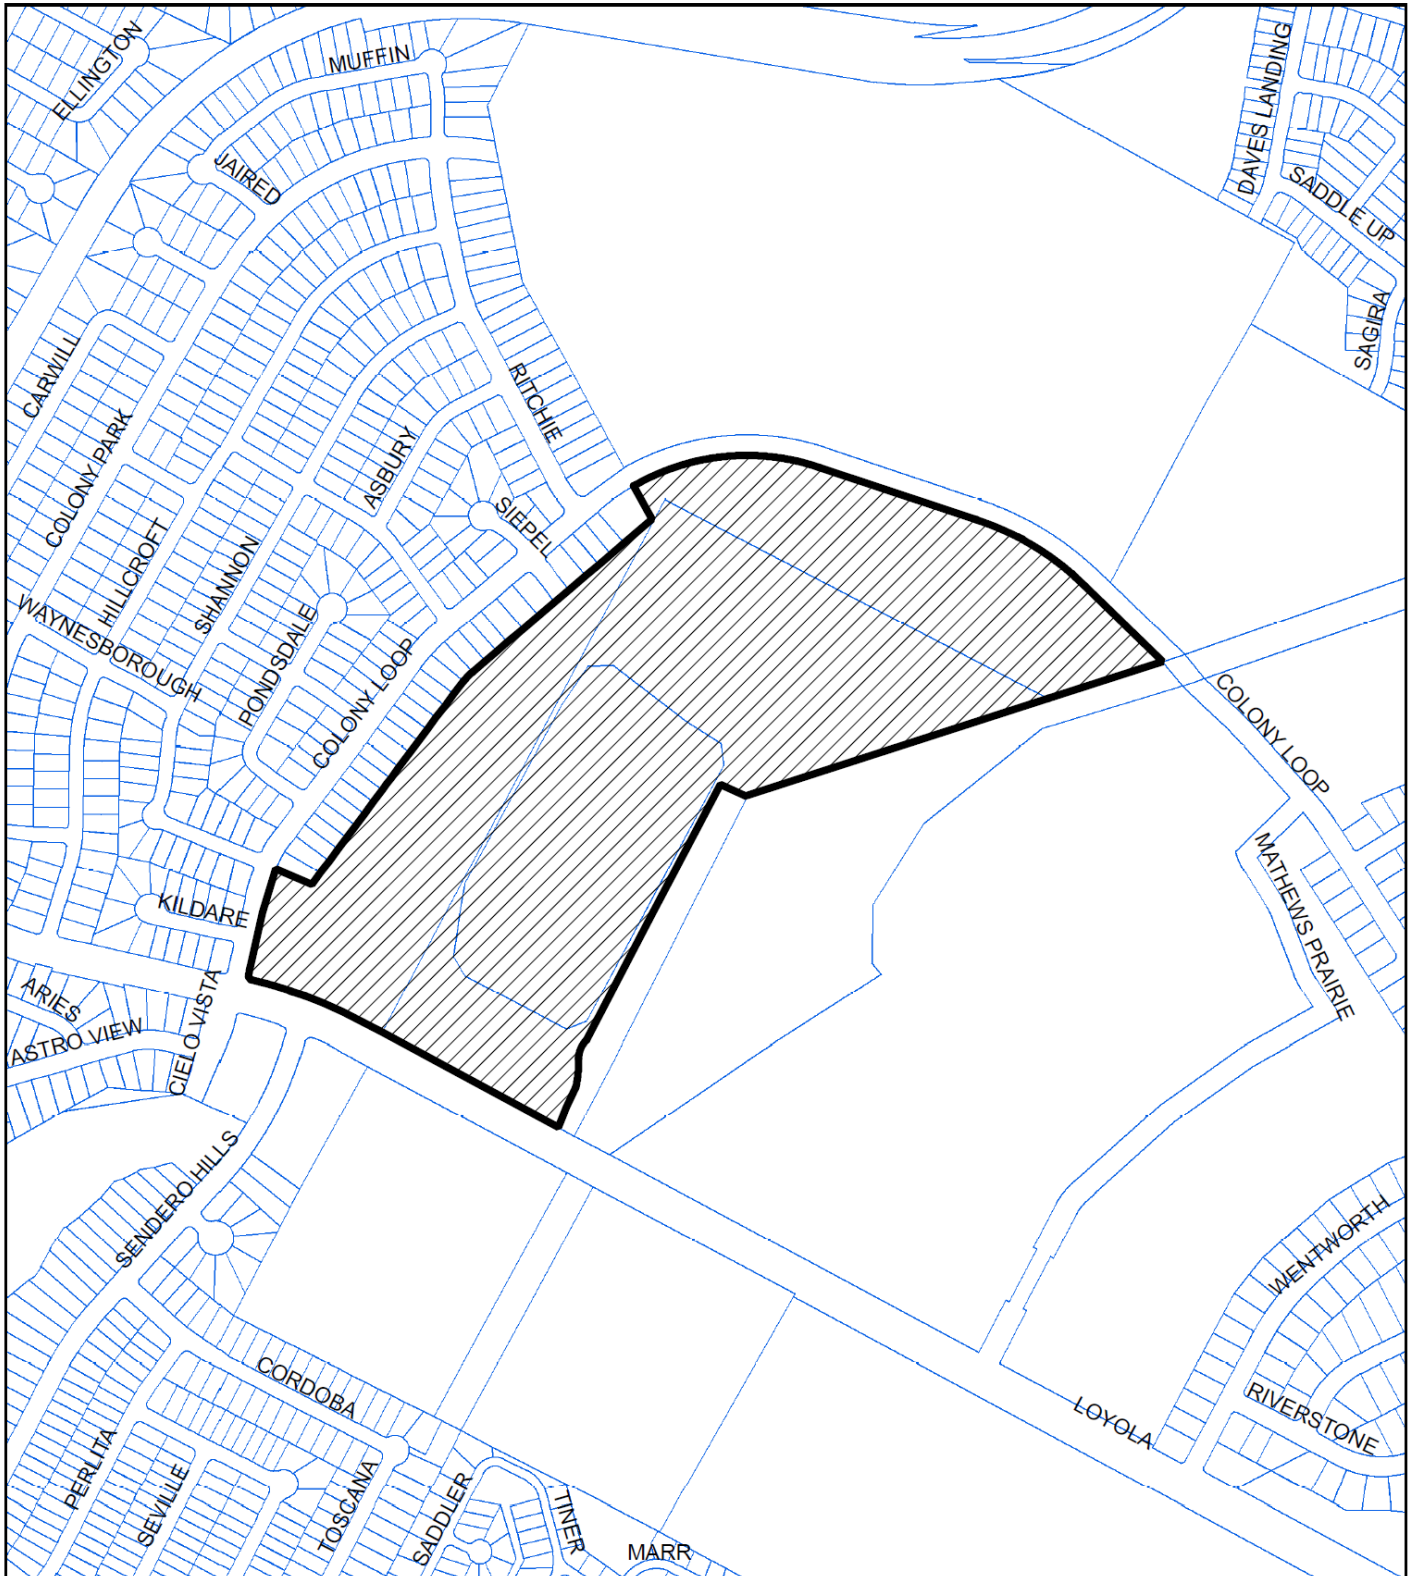 ELLINGTON
MUFFIN
DAVES LANDING
JAIRED
SADDLE UP
SAGIRA
CARWILL
RITCHIE
COLONY PARK
ASBURY
SIEPEL
HILLCROFT
SHANNON
WAYNESBOROUGH
PONDSDALE
COLONY LOOP
COLONY LOOP
MATHEWS PRAIRIE
KILDARE
ARIES
ASTRO VIEW
CIELO VISTA
SENDERO HILLS
WENTWORTH
CORDOBA
LOYOLA
RIVERSTONE
PERLITA
SEVILLE
TOSCANA
SADDLER
TINER
MARR